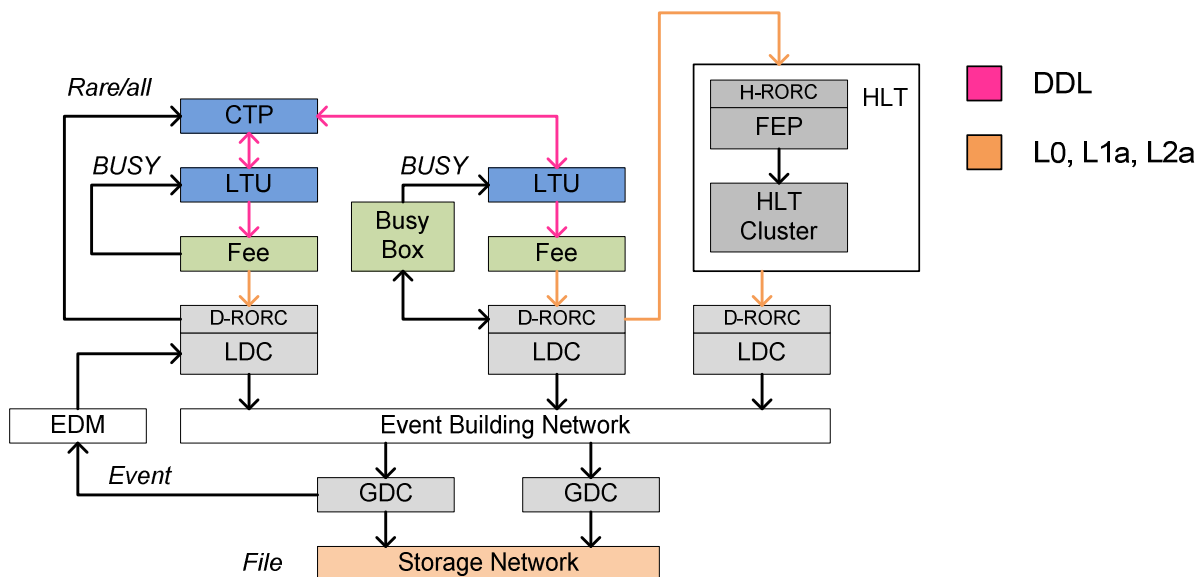 Rare/all
CTP
H-RORC
HLT
FEP
DDL
L0, L1a, L2a
BUSY
LTU
BUSY
LTU
HLT
Cluster
Busy
Box
Fee
Fee
D-RORC
LDC
D-RORC
LDC
D-RORC
LDC
EDM
Event Building Network
Event
GDC
GDC
File
Storage Network